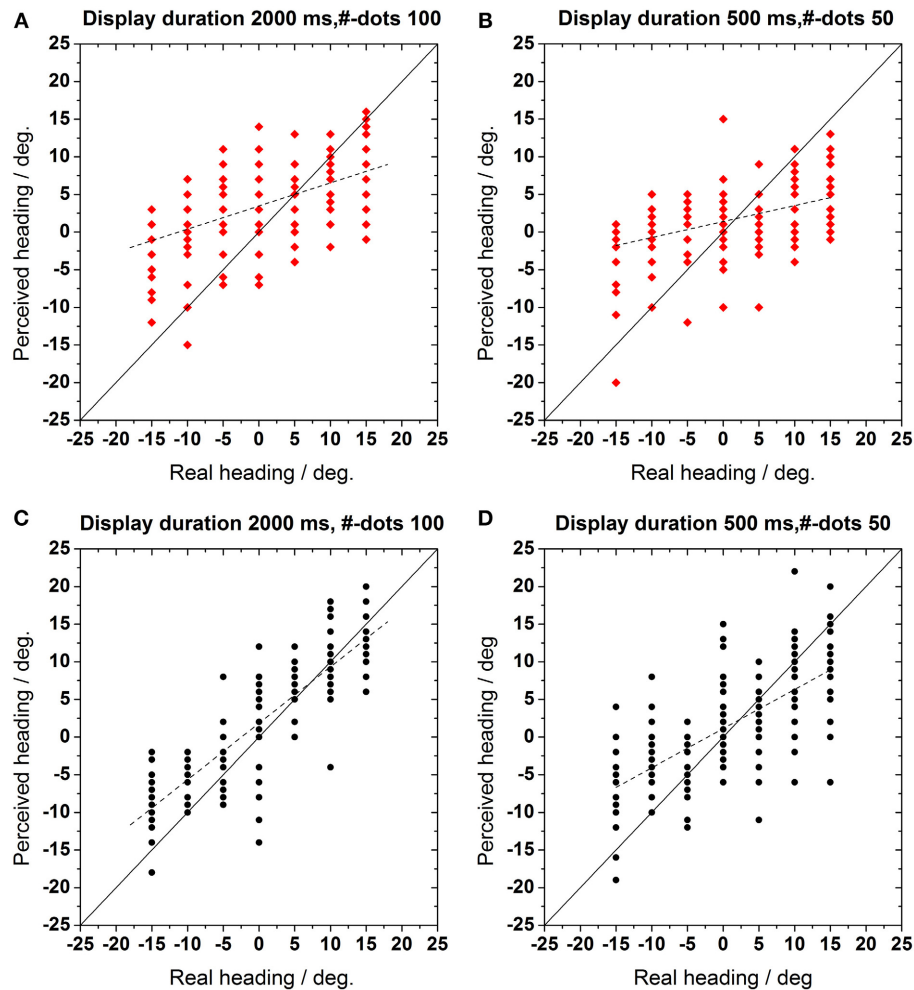 A Display duration 2000 ms,#-dots 100
25
20
15
10
5
0
-5
-10
-15
-20
-25
Perceived heading / deg.
-25 -20 -15 -10 -5 0 5 10 15 20 25
Real heading / deg.
B Display duration 500 ms,#-dots 50
25
20
15
10
5
0
-5
-10
-15
-20
-25
Perceived heading / deg.
-25 -20 -15 -10 -5 0 5 10 15 20 25
Real heading / deg.
C Display duration 2000 ms, #-dots 100
25
20
15
10
5
0
-5
-10
-15
-20
-25
Perceived heading / deg.
-25 -20 -15 -10 -5 0 5 10 15 20 25
Real heading / deg.
D Display duration 500 ms,#-dots 50
25
20
15
10
5
0
-5
-10
-15
-20
-25
Perceived heading / deg
-25 -20 -15 -10 -5 0 5 10 15 20 25
Real heading / deg